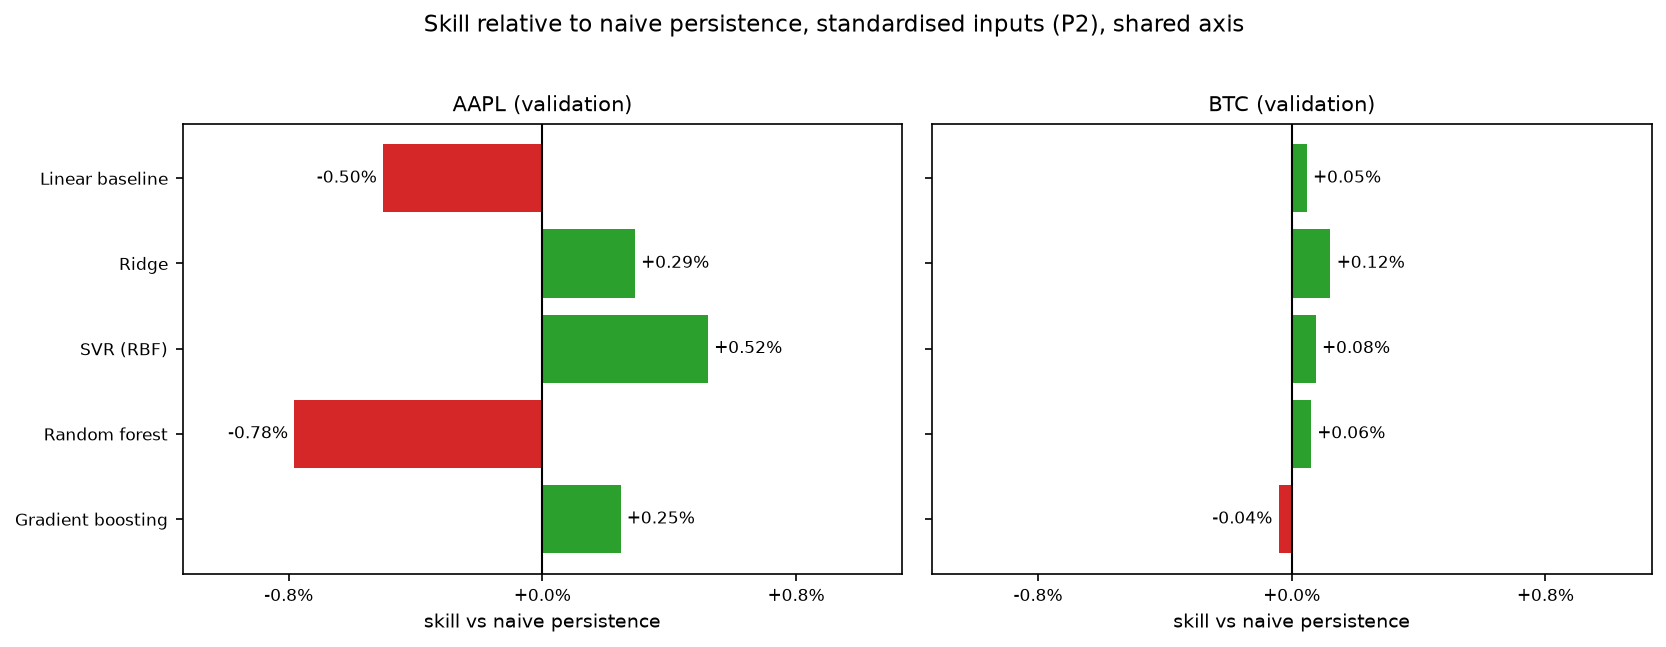 Skill relative to naive persistence, standardised inputs (P2), shared axis
AAPL (validation)
BTC (validation)
Linear baseline
-0.50%
+0.05%
Ridge
+0.29%
+0.12%
SVR (RBF)
+0.52%
+0.08%
Random forest
-0.78%
+0.06%
Gradient boosting
+0.25%
-0.04%
-0.8%
+0.0%
+0.8%
-0.8%
+0.0%
+0.8%
skill vs naive persistence
skill vs naive persistence